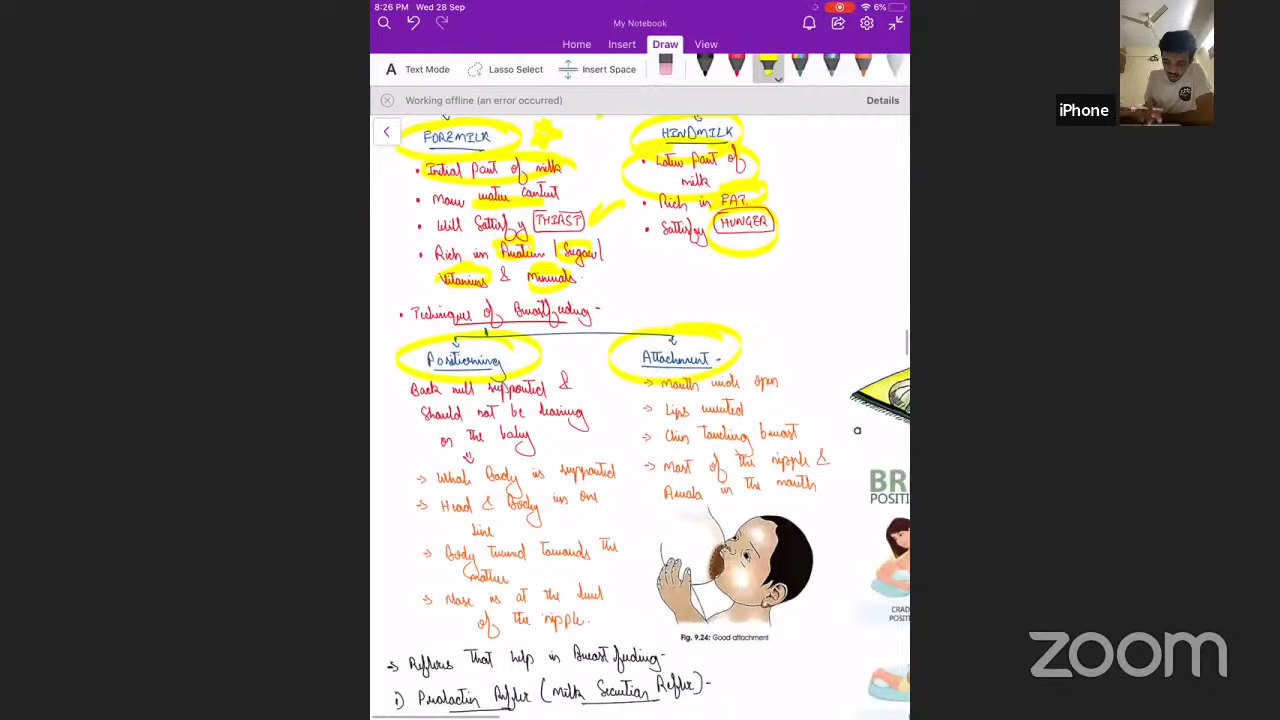 8:26 PM Wed 28 Sep
6%
My Notebook
Home Insert Draw View
Text Mode Lasso Select Insert Space
Working offline (an error occurred) Details
iPhone
FOREMILK
• Initial Part of milk
• More water content
• Will Satisfy THIRST
• Rich in Protein | Sugar |
Vitamins & Minerals.
HINDMILK
• Later Part of
milk
• Rich in FAT.
• Satisfy HUNGER
• Technique of Breastfeeding -
Positioning
Back well supported &
should not be leaning
on the baby
→ Whole Body is supported
→ Head & Body in one
line
→ Body turned towards the
mother
→ Nose is at the level
of the nipple.
Attachment -
→ Mouth wide open
→ Lips everted
→ Chin touching breast
→ Most of the nipple &
Areola in the mouth
Fig. 9.24: Good attachment
a
BR
POSITI
CRAD
POSITI
→ Reflexes that help in Breastfeeding -
1) Prolactin Reflex (Milk Secretion Reflex) -
zoom